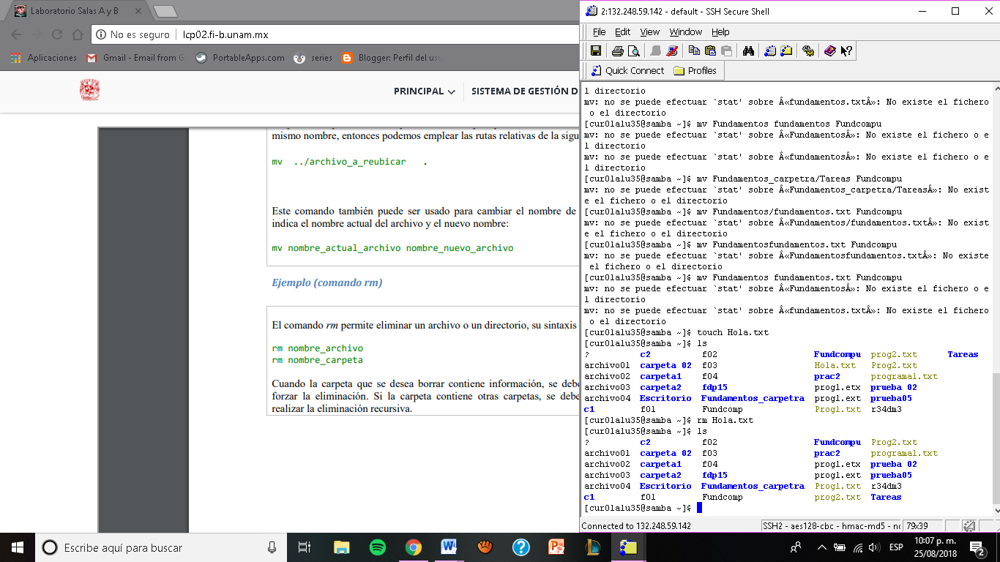 Laboratorio Salas A y B
No es seguro | lcp02.fi-b.unam.mx
Aplicaciones Gmail - Email from G PortableApps.com series Blogger: Perfil del usu
PRINCIPAL SISTEMA DE GESTIÓN D
mismo nombre, entonces podemos emplear las rutas relativas de la sigu
mv ../archivo_a_reubicar .
Este comando también puede ser usado para cambiar el nombre de
indica el nombre actual del archivo y el nuevo nombre:
mv nombre_actual_archivo nombre_nuevo_archivo
Ejemplo (comando rm)
El comando rm permite eliminar un archivo o un directorio, su sintaxis
rm nombre_archivo
rm nombre_carpeta
Cuando la carpeta que se desea borrar contiene información, se debe
forzar la eliminación. Si la carpeta contiene otras carpetas, se debe
realizar la eliminación recursiva.
2:132.248.59.142 - default - SSH Secure Shell
File Edit View Window Help
Quick Connect Profiles
l directorio
mv: no se puede efectuar `stat' sobre Â«fundamentos.txtÂ»: No existe el fichero
o el directorio
[cur01alu35@samba ~]$ mv Fundamentos fundamentos Fundcompu
mv: no se puede efectuar `stat' sobre Â«FundamentosÂ»: No existe el fichero o e
l directorio
mv: no se puede efectuar `stat' sobre Â«fundamentosÂ»: No existe el fichero o e
l directorio
[cur01alu35@samba ~]$ mv Fundamentos_carpetra/Tareas Fundcompu
mv: no se puede efectuar `stat' sobre Â«Fundamentos_carpetra/TareasÂ»: No exist
e el fichero o el directorio
[cur01alu35@samba ~]$ mv Fundamentos/fundamentos.txt Fundcompu
mv: no se puede efectuar `stat' sobre Â«Fundamentos/fundamentos.txtÂ»: No exist
e el fichero o el directorio
[cur01alu35@samba ~]$ mv Fundamentosfundamentos.txt Fundcompu
mv: no se puede efectuar `stat' sobre Â«Fundamentosfundamentos.txtÂ»: No existe
el fichero o el directorio
[cur01alu35@samba ~]$ mv Fundamentos fundamentos.txt Fundcompu
mv: no se puede efectuar `stat' sobre Â«FundamentosÂ»: No existe el fichero o e
l directorio
mv: no se puede efectuar `stat' sobre Â«fundamentos.txtÂ»: No existe el fichero
o el directorio
[cur01alu35@samba ~]$ touch Hola.txt
[cur01alu35@samba ~]$ ls
? c2 f02 Fundcompu prog2.txt Tareas
archivo01 carpeta 02 f03 Hola.txt Prog2.txt
archivo02 carpeta1 f04 prac2 programa1.txt
archivo03 carpeta2 fdp15 prog1.etx prueba 02
archivo04 Escritorio Fundamentos_carpetra prog1.ext prueba05
c1 f01 Fundcomp Prog1.txt r34dm3
[cur01alu35@samba ~]$ rm Hola.txt
[cur01alu35@samba ~]$ ls
? c2 f02 Fundcompu Prog2.txt
archivo01 carpeta 02 f03 prac2 programa1.txt
archivo02 carpeta1 f04 prog1.etx prueba 02
archivo03 carpeta2 fdp15 prog1.ext prueba05
archivo04 Escritorio Fundamentos_carpetra Prog1.txt r34dm3
c1 f01 Fundcomp prog2.txt Tareas
[cur01alu35@samba ~]$
Connected to 132.248.59.142 SSH2 - aes128-cbc - hmac-md5 - nc 79x39
Escribe aquí para buscar
ESP
10:07 p. m.
25/08/2018
2